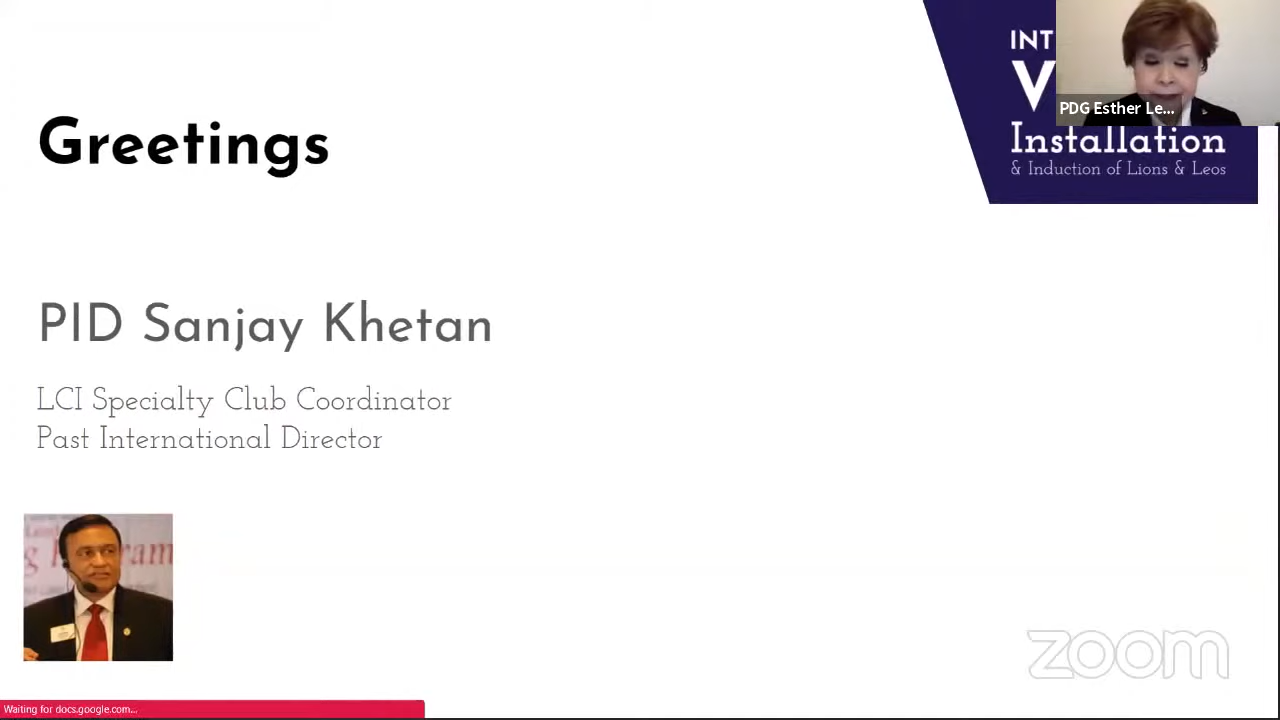 Greetings
PID Sanjay Khetan
LCI Specialty Club Coordinator
Past International Director
INT
V
Installation
& Induction of Lions & Leos
PDG Esther Le...
zoom
Waiting for docs.google.com...